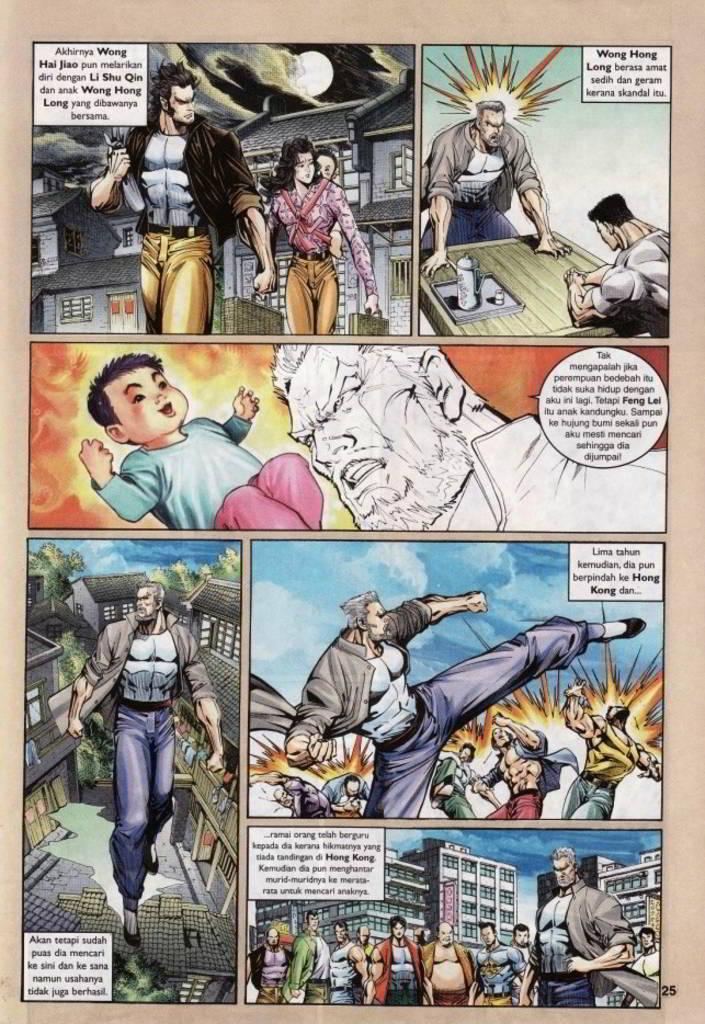 Akhirnya Wong
Hai Jiao pun melarikan
diri dengan Li Shu Qin
dan anak Wong Hong
Long yang dibawanya
bersama.
Wong Hong
Long berasa amat
sedih dan geram
kerana skandal itu.
Tak
mengapalah jika
perempuan bedebah itu
tidak suka hidup dengan
aku ini lagi. Tetapi Feng Lei
itu anak kandungku. Sampai
ke hujung bumi sekali pun
aku mesti mencari
sehingga dia
dijumpai!
Akan tetapi sudah
puas dia mencari
ke sini dan ke sana
namun usahanya
tidak juga berhasil.
Lima tahun
kemudian, dia pun
berpindah ke Hong
Kong dan...
...ramai orang telah berguru
kepada dia kerana hikmatnya yang
tiada tandingan di Hong Kong.
Kemudian dia pun menghantar
murid-muridnya ke merata-
rata untuk mencari anaknya.
25